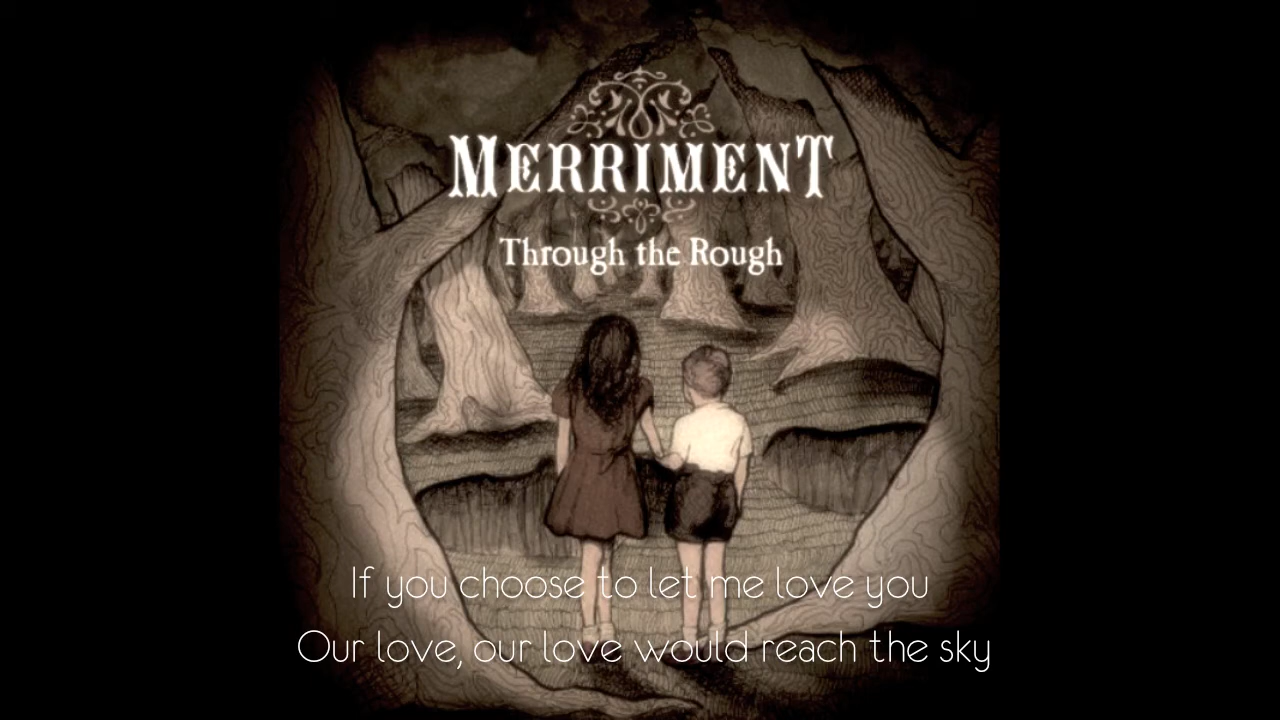 MERRIMENT
Through the Rough
If you choose to let me love you
Our love, our love would reach the sky